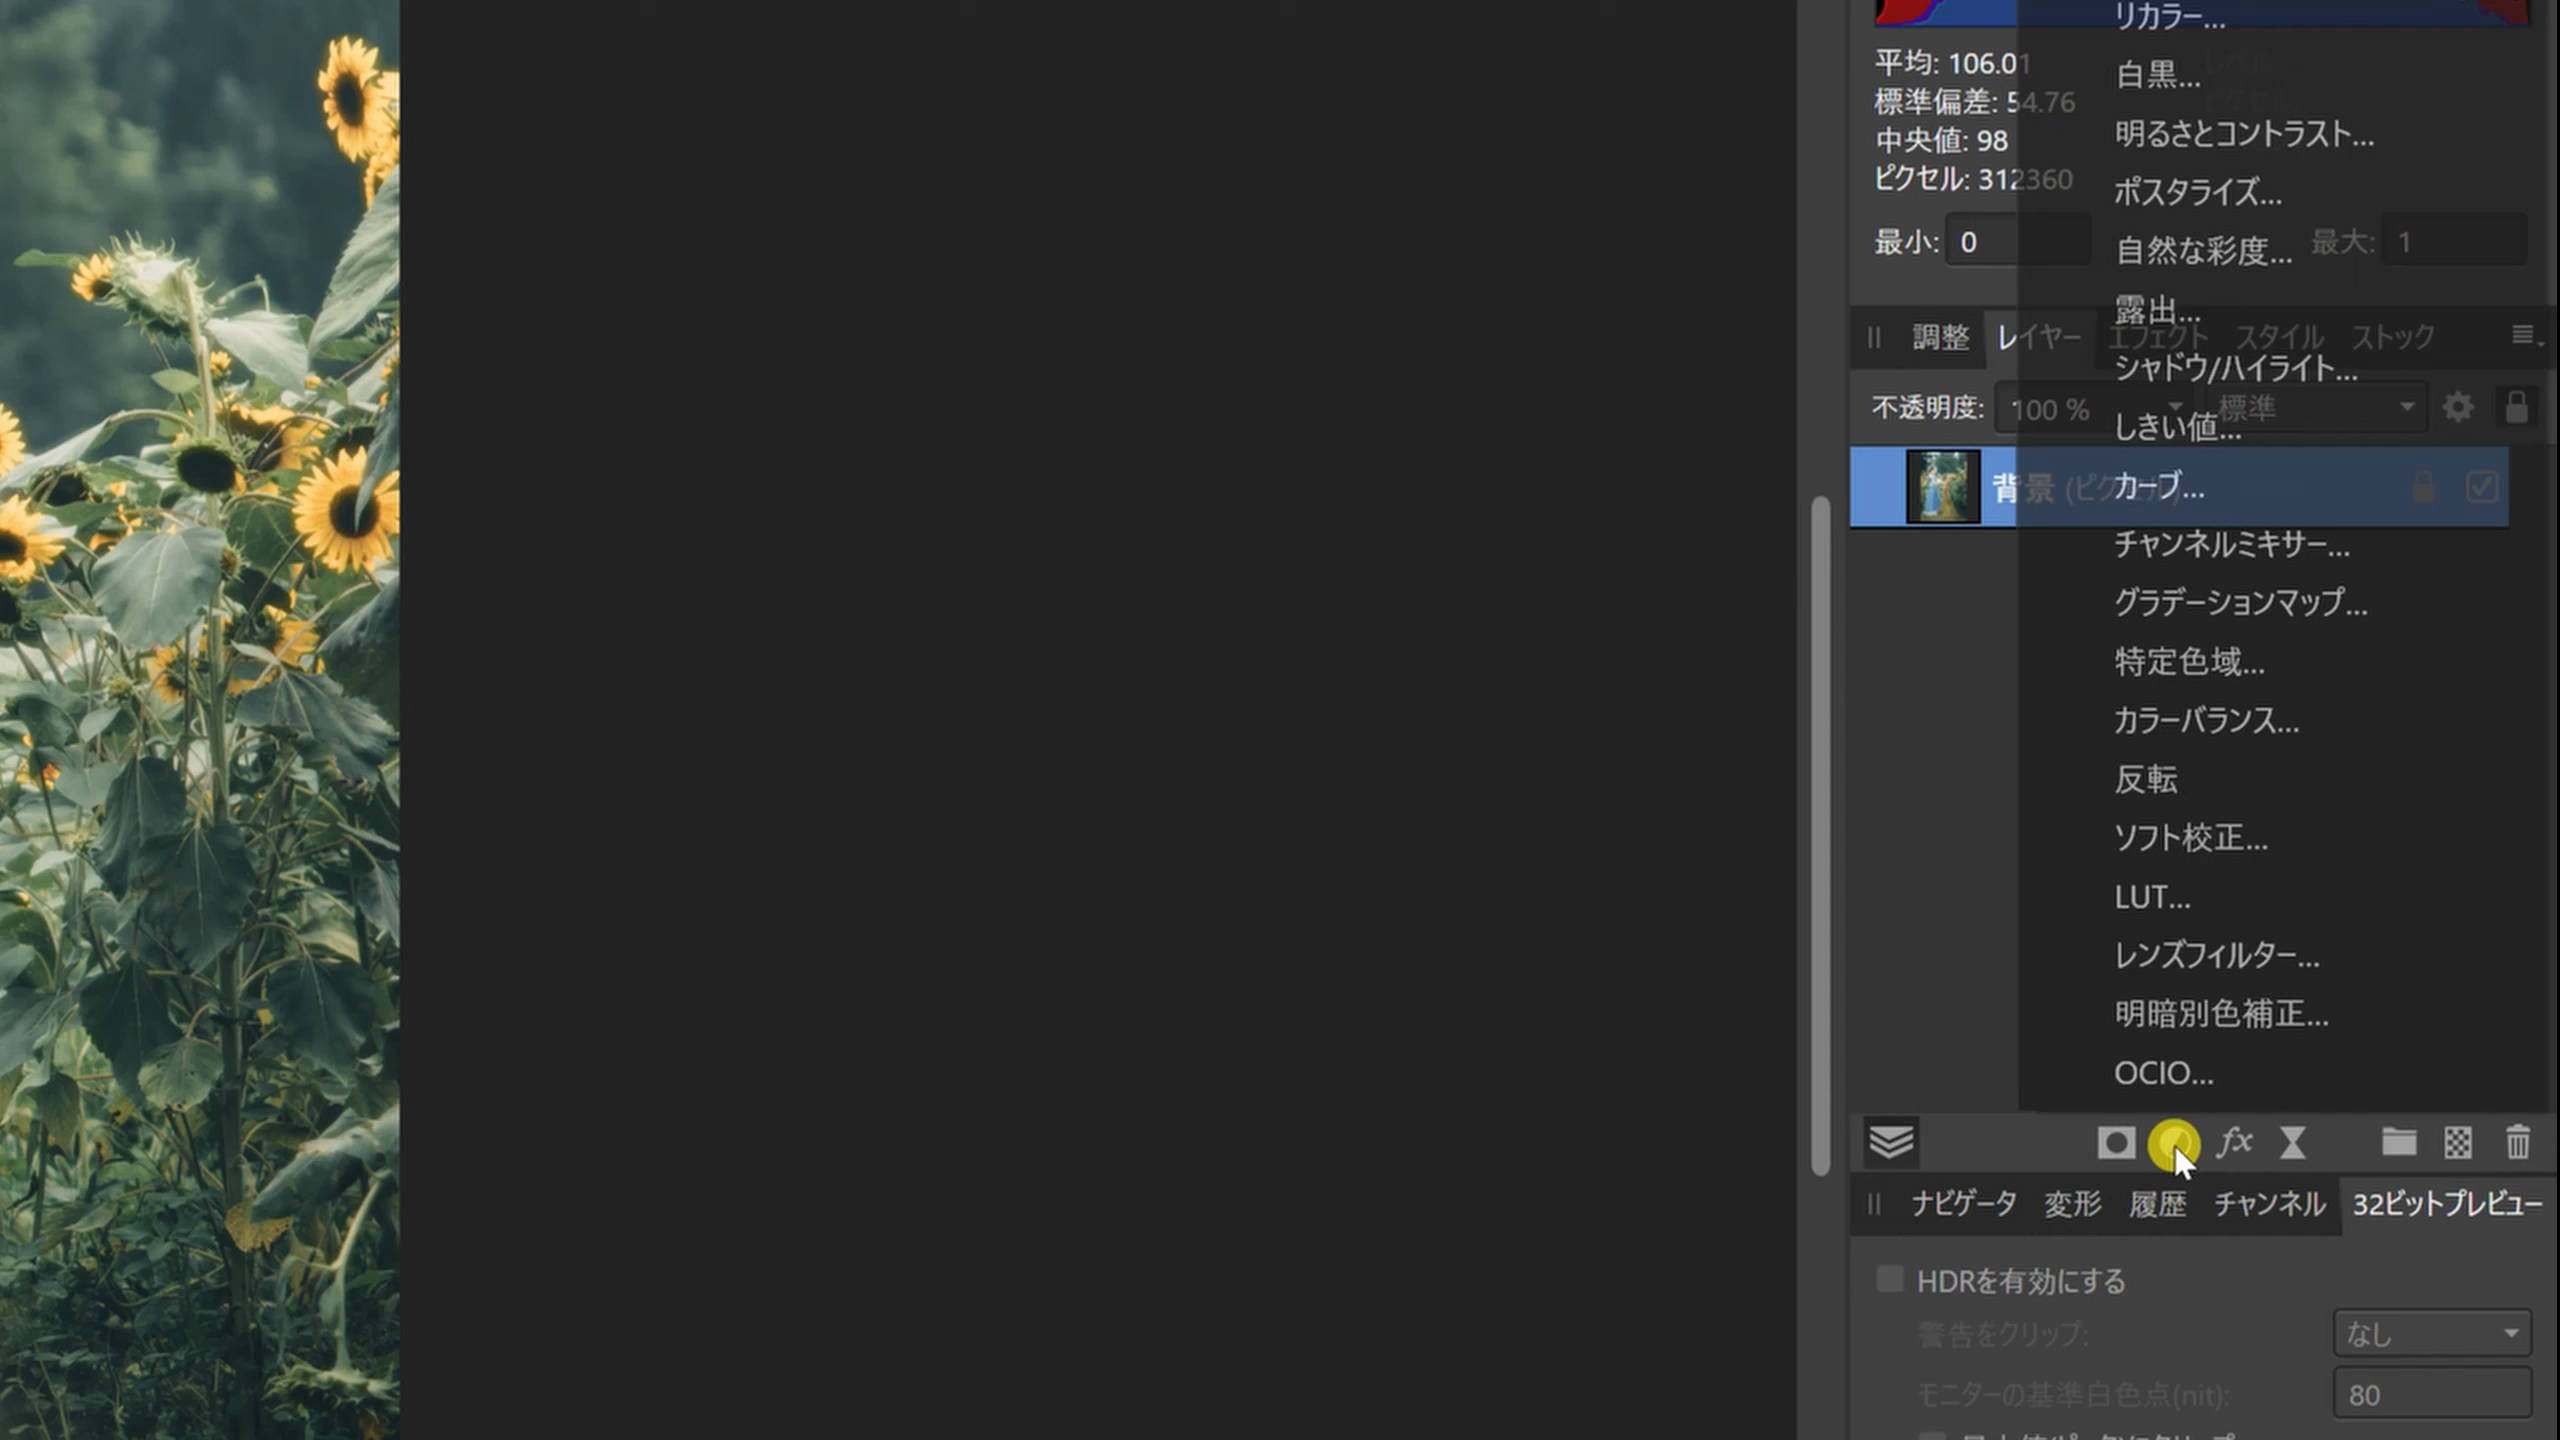 リカラー...
平均: 106.01
白黒...
標準偏差: 54.76
明るさとコントラスト...
中央値: 98
ピクセル: 312360
ポスタライズ...
最小: 0
自然な彩度...
最大: 1
露出...
調整 レイヤー エフェクト スタイル ストック
シャドウ/ハイライト...
不透明度: 100 % 標準
しきい値...
背景 (ピクセル)
カーブ...
チャンネルミキサー...
グラデーションマップ...
特定色域...
カラーバランス...
反転
ソフト校正...
LUT...
レンズフィルター...
明暗別色補正...
OCIO...
fx
ナビゲータ 変形 履歴 チャンネル 32ビットプレビュー
HDRを有効にする
警告をクリップ: なし
モニターの基準白色点(nit): 80